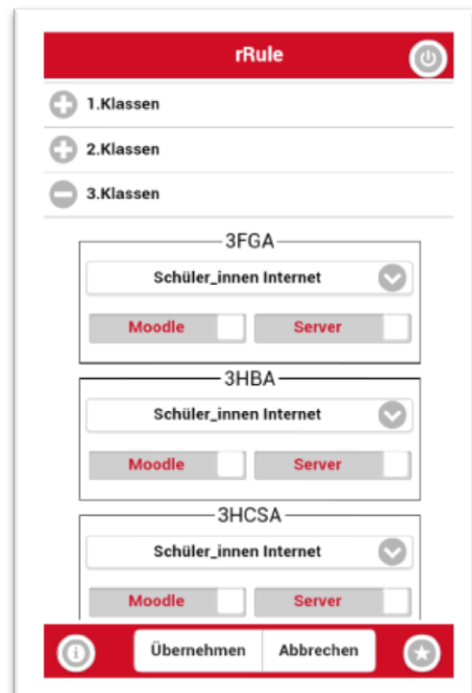 rRule
1.Klassen
2.Klassen
3.Klassen
3FGA
Schüler_innen Internet
Moodle Server
3HBA
Schüler_innen Internet
Moodle Server
3HCSA
Schüler_innen Internet
Moodle Server
Übernehmen Abbrechen